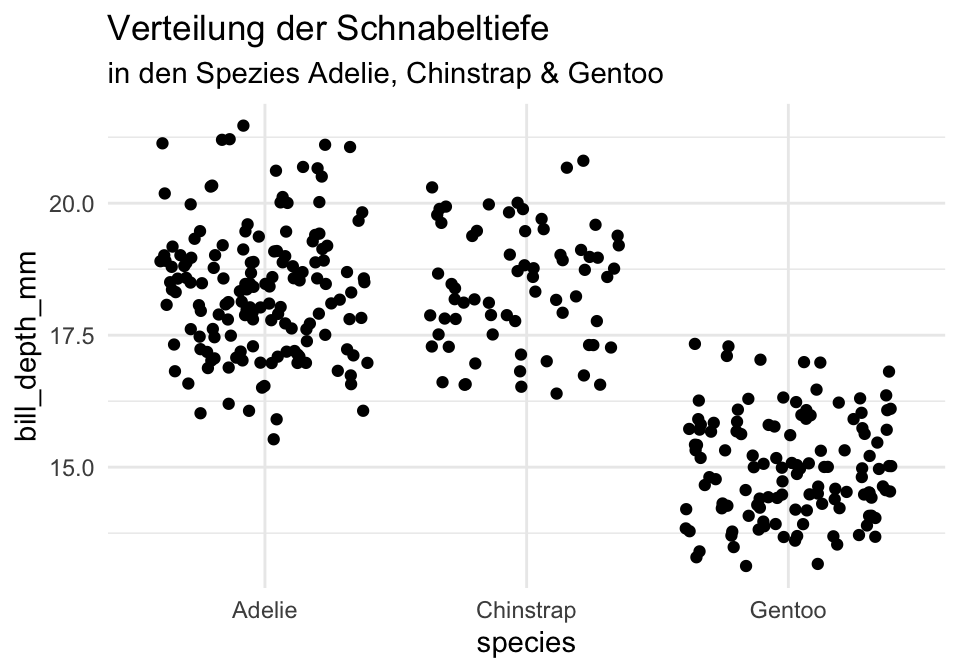 Verteilung der Schnabeltiefe
in den Spezies Adelie, Chinstrap & Gentoo
bill_depth_mm
20.0
17.5
15.0
Adelie Chinstrap Gentoo
species